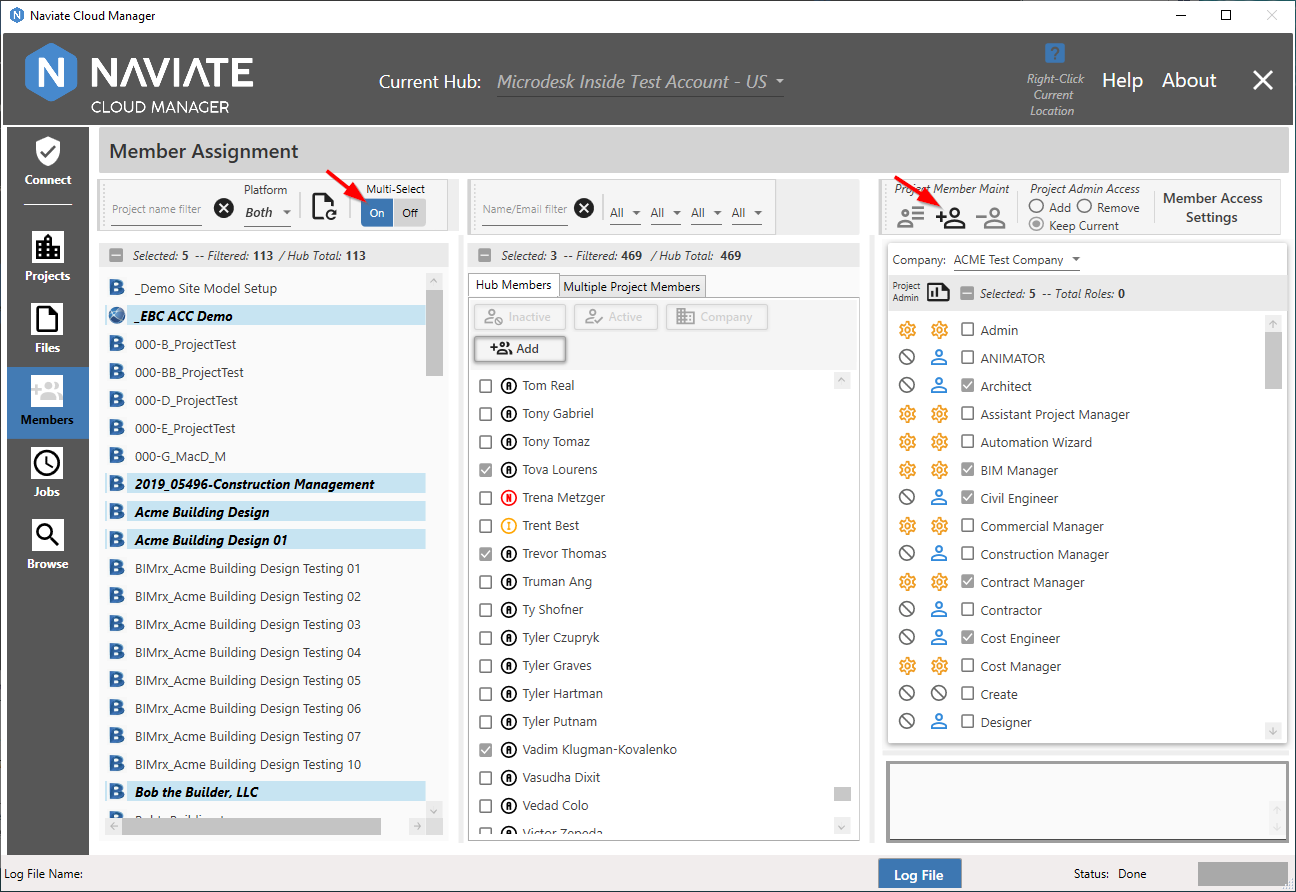 Naviate Cloud Manager
NAVIATE
CLOUD MANAGER
Current Hub: Microdesk Inside Test Account - US
?
Right-Click
Current
Location
Help
About
Connect
Projects
Files
Members
Jobs
Browse
Member Assignment
Project name filter
Platform
Both
Multi-Select
On
Off
Selected: 5 -- Filtered: 113 / Hub Total: 113
_Demo Site Model Setup
_EBC ACC Demo
000-B_ProjectTest
000-BB_ProjectTest
000-D_ProjectTest
000-E_ProjectTest
000-G_MacD_M
2019_05496-Construction Management
Acme Building Design
Acme Building Design 01
BIMrx_Acme Building Design Testing 01
BIMrx_Acme Building Design Testing 02
BIMrx_Acme Building Design Testing 03
BIMrx_Acme Building Design Testing 04
BIMrx_Acme Building Design Testing 05
BIMrx_Acme Building Design Testing 06
BIMrx_Acme Building Design Testing 07
BIMrx_Acme Building Design Testing 10
Bob the Builder, LLC
Name/Email filter
All
All
All
All
Selected: 3 -- Filtered: 469 / Hub Total: 469
Hub Members
Multiple Project Members
Inactive
Active
Company
Add
Tom Real
Tony Gabriel
Tony Tomaz
Tova Lourens
Trena Metzger
Trent Best
Trevor Thomas
Truman Ang
Ty Shofner
Tyler Czupryk
Tyler Graves
Tyler Hartman
Tyler Putnam
Vadim Klugman-Kovalenko
Vasudha Dixit
Vedad Colo
Victor Zepeda
Project Member Maint
Project Admin Access
Add
Remove
Keep Current
Member Access
Settings
Company: ACME Test Company
Project
Admin
Selected: 5 -- Total Roles: 0
Admin
ANIMATOR
Architect
Assistant Project Manager
Automation Wizard
BIM Manager
Civil Engineer
Commercial Manager
Construction Manager
Contract Manager
Contractor
Cost Engineer
Cost Manager
Create
Designer
Log File Name:
Log File
Status: Done